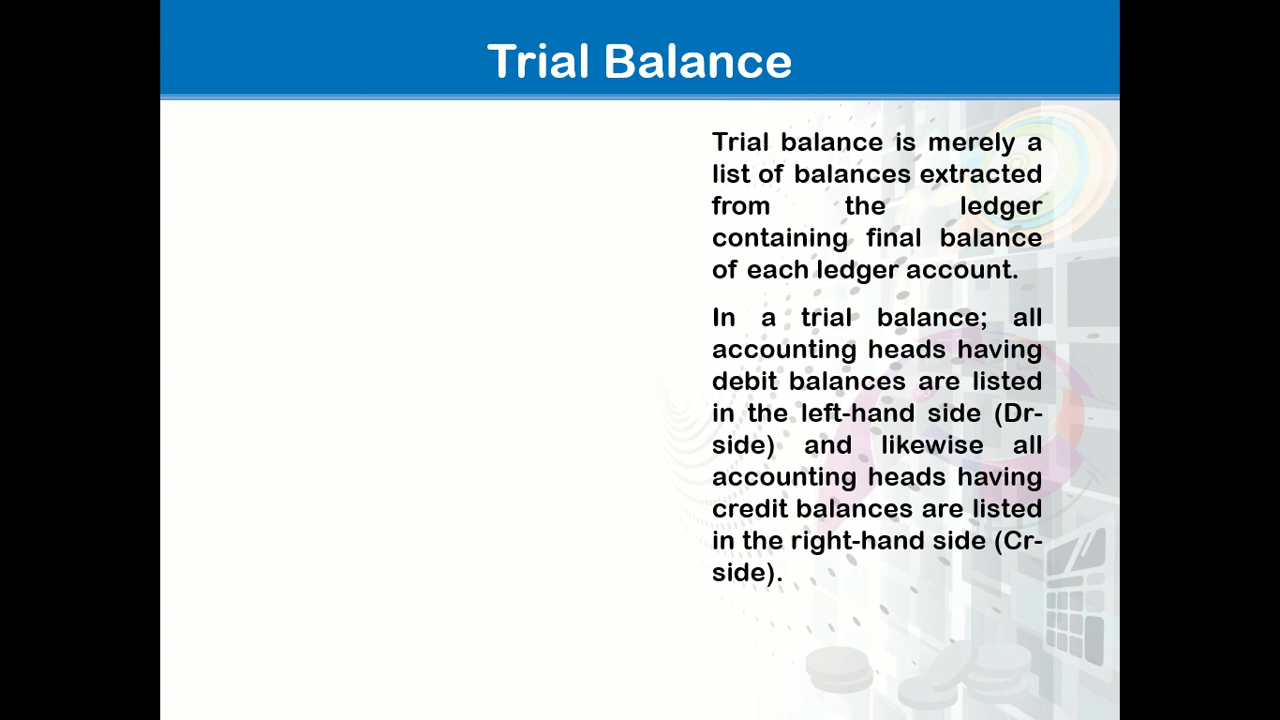 Trial Balance
Trial balance is merely a
list of balances extracted
from the ledger
containing final balance
of each ledger account.
In a trial balance; all
accounting heads having
debit balances are listed
in the left-hand side (Dr-
side) and likewise all
accounting heads having
credit balances are listed
in the right-hand side (Cr-
side).